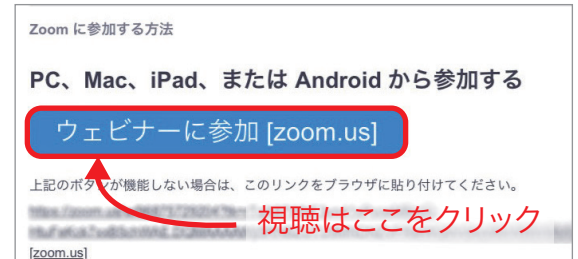 Zoom に参加する方法
PC、Mac、iPad、または Android から参加する
ウェビナーに参加 [zoom.us]
上記のボタンが機能しない場合は、このリンクをブラウザに貼り付けてください。
視聴はここをクリック
[zoom.us]